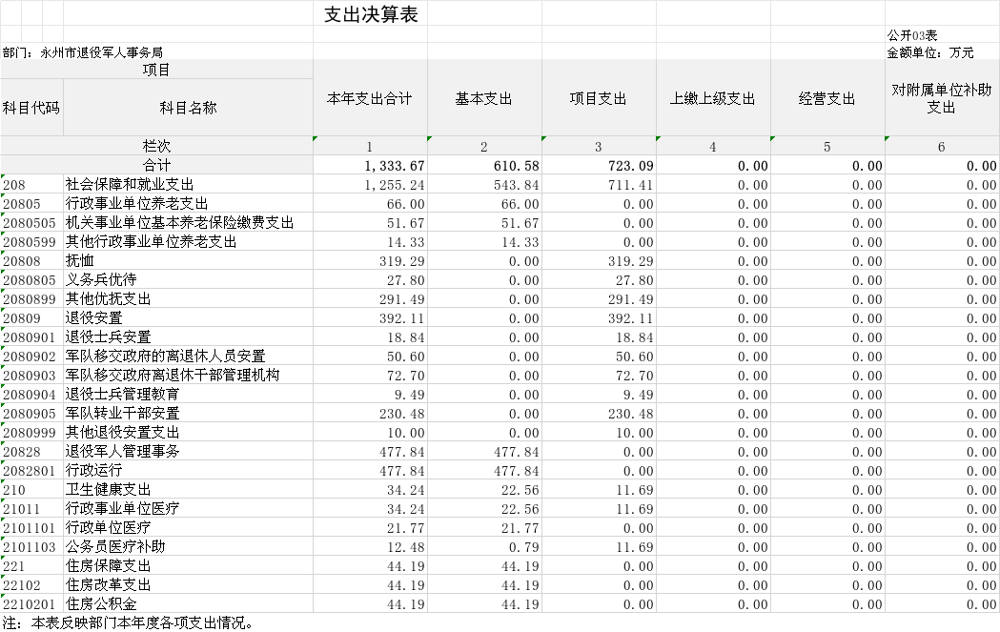 支出决算表
公开03表
部门：永州市退役军人事务局 金额单位：万元
项目 本年支出合计 基本支出 项目支出 上缴上级支出 经营支出 对附属单位补助支出
科目代码 科目名称
栏次 1 2 3 4 5 6
合计 1,333.67 610.58 723.09 0.00 0.00 0.00
208 社会保障和就业支出 1,255.24 543.84 711.41 0.00 0.00 0.00
20805 行政事业单位养老支出 66.00 66.00 0.00 0.00 0.00 0.00
2080505 机关事业单位基本养老保险缴费支出 51.67 51.67 0.00 0.00 0.00 0.00
2080599 其他行政事业单位养老支出 14.33 14.33 0.00 0.00 0.00 0.00
20808 抚恤 319.29 0.00 319.29 0.00 0.00 0.00
2080805 义务兵优待 27.80 0.00 27.80 0.00 0.00 0.00
2080899 其他优抚支出 291.49 0.00 291.49 0.00 0.00 0.00
20809 退役安置 392.11 0.00 392.11 0.00 0.00 0.00
2080901 退役士兵安置 18.84 0.00 18.84 0.00 0.00 0.00
2080902 军队移交政府的离退休人员安置 50.60 0.00 50.60 0.00 0.00 0.00
2080903 军队移交政府离退休干部管理机构 72.70 0.00 72.70 0.00 0.00 0.00
2080904 退役士兵管理教育 9.49 0.00 9.49 0.00 0.00 0.00
2080905 军队转业干部安置 230.48 0.00 230.48 0.00 0.00 0.00
2080999 其他退役安置支出 10.00 0.00 10.00 0.00 0.00 0.00
20828 退役军人管理事务 477.84 477.84 0.00 0.00 0.00 0.00
2082801 行政运行 477.84 477.84 0.00 0.00 0.00 0.00
210 卫生健康支出 34.24 22.56 11.69 0.00 0.00 0.00
21011 行政事业单位医疗 34.24 22.56 11.69 0.00 0.00 0.00
2101101 行政单位医疗 21.77 21.77 0.00 0.00 0.00 0.00
2101103 公务员医疗补助 12.48 0.79 11.69 0.00 0.00 0.00
221 住房保障支出 44.19 44.19 0.00 0.00 0.00 0.00
22102 住房改革支出 44.19 44.19 0.00 0.00 0.00 0.00
2210201 住房公积金 44.19 44.19 0.00 0.00 0.00 0.00
注：本表反映部门本年度各项支出情况。